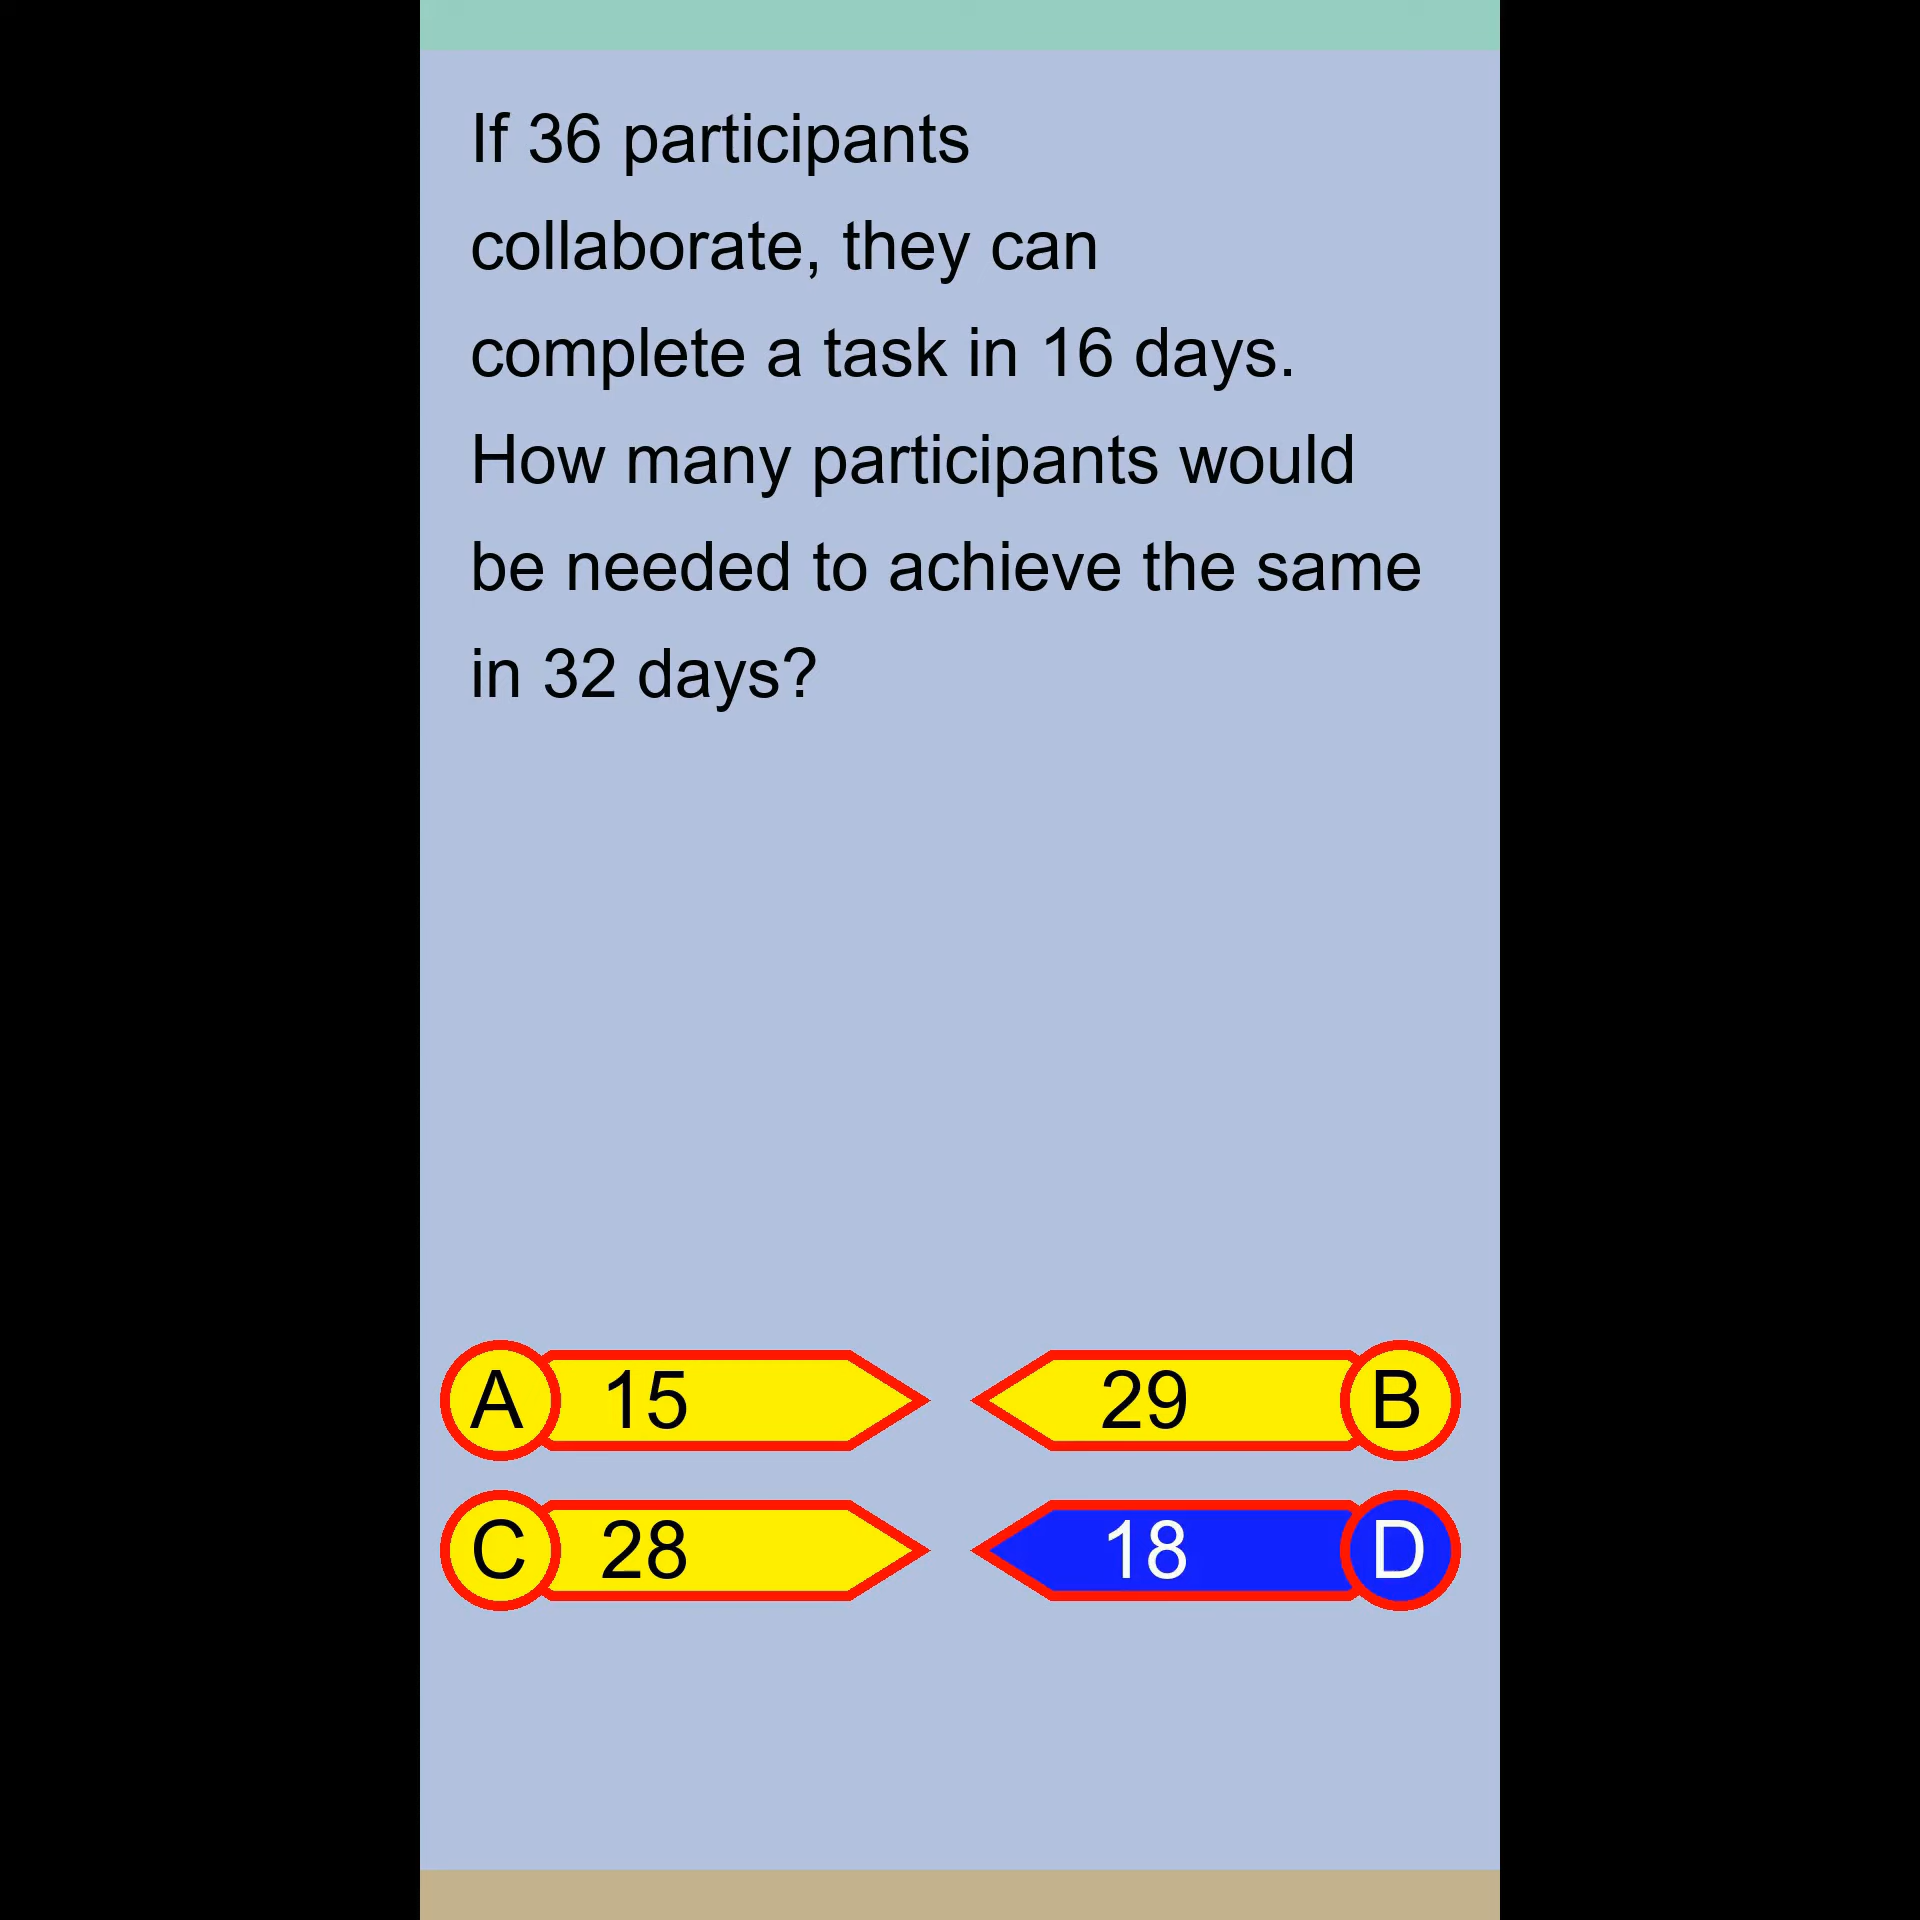 If 36 participants
collaborate, they can
complete a task in 16 days.
How many participants would
be needed to achieve the same
in 32 days?
A 15
29 B
C 28
18 D